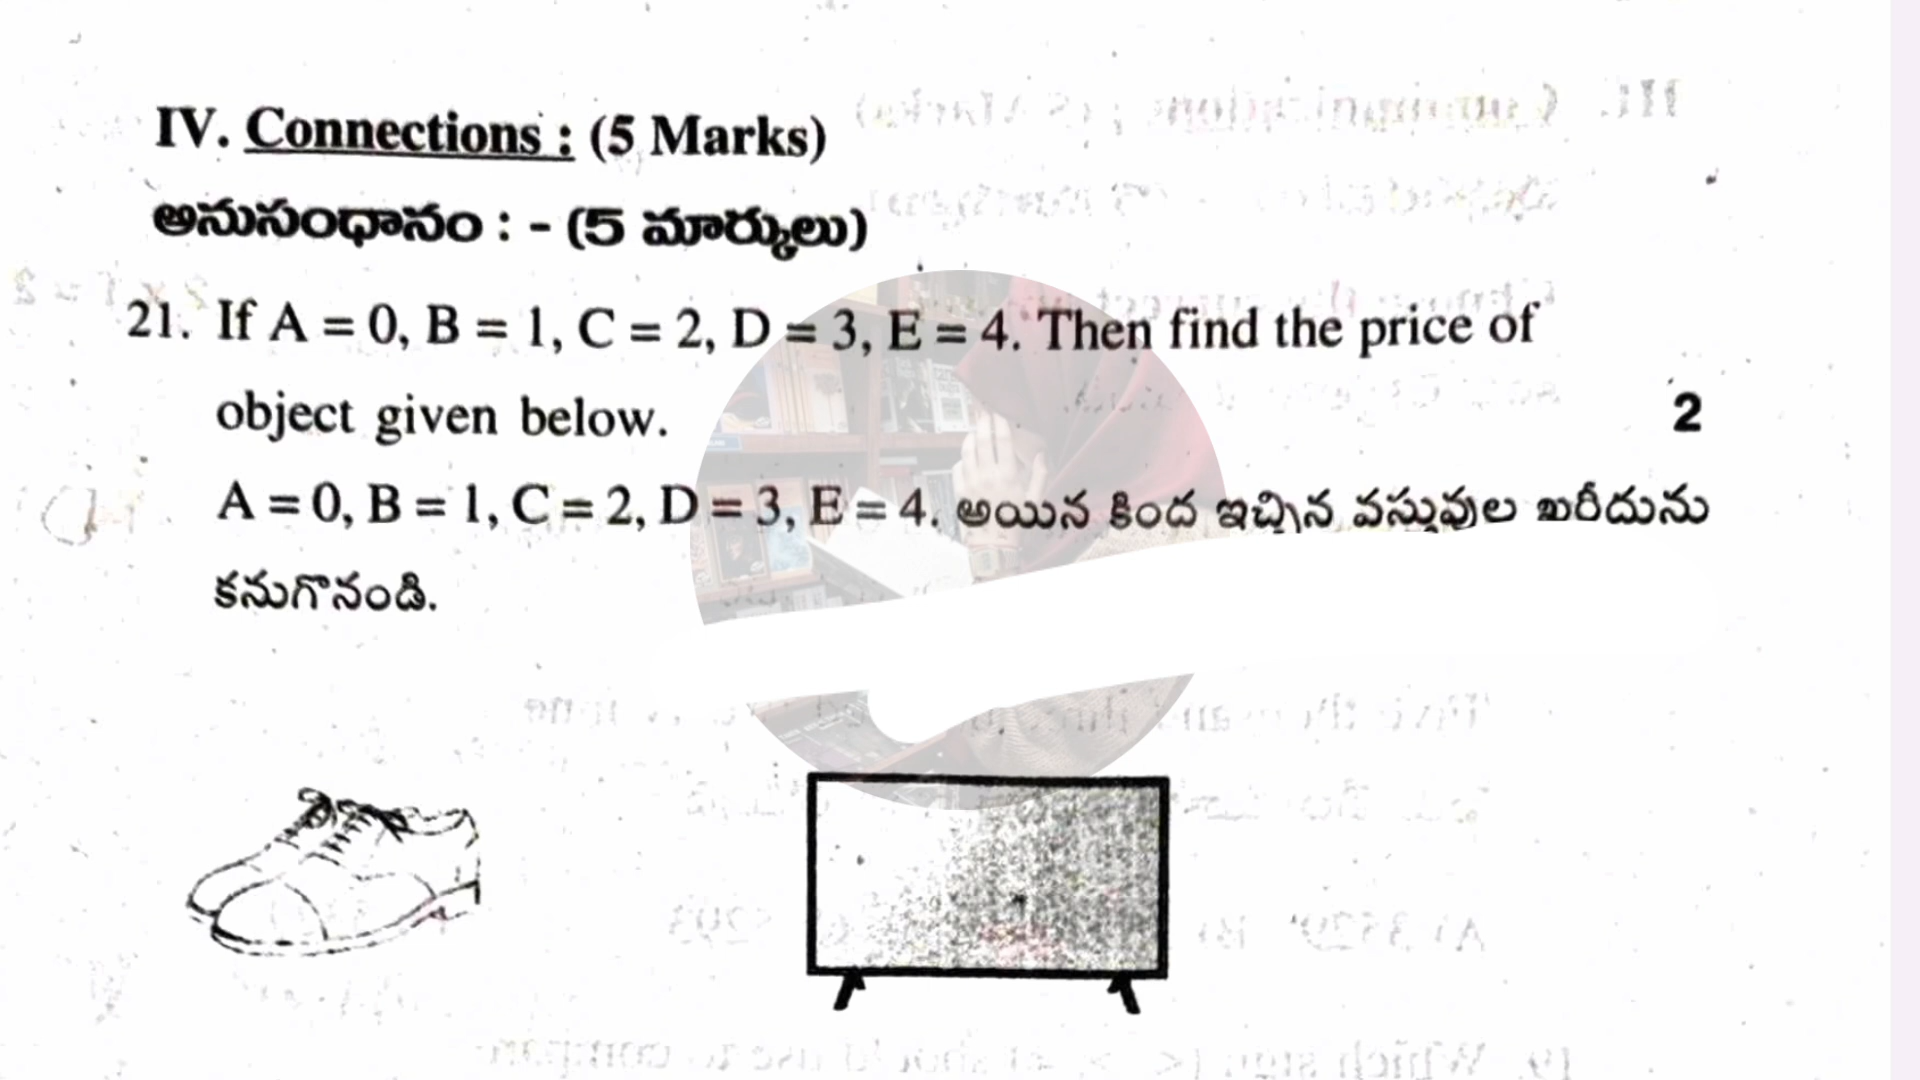 IV. Connections : (5 Marks)
అనుసంధానం : - (5 మార్కులు)
21. If A = 0, B = 1, C = 2, D = 3, E = 4. Then find the price of
object given below. 2
A = 0, B = 1, C = 2, D = 3, E = 4. అయిన కింద ఇచ్చిన వస్తువుల ఖరీదును
కనుగొనండి.